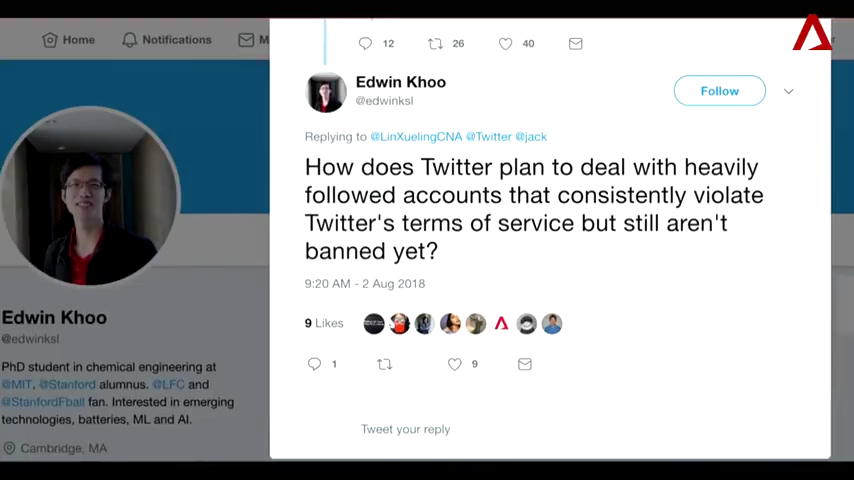 Home
Notifications
M
12
26
40
Edwin Khoo
@edwinksl
Follow
Replying to @LinXuelingCNA @Twitter @jack
How does Twitter plan to deal with heavily
followed accounts that consistently violate
Twitter's terms of service but still aren't
banned yet?
9:20 AM - 2 Aug 2018
9 Likes
1
9
Tweet your reply
Edwin Khoo
@edwinksl
PhD student in chemical engineering at
@MIT, @Stanford alumnus. @LFC and
@StanfordFball fan. Interested in emerging
technologies, batteries, ML and AI.
Cambridge, MA